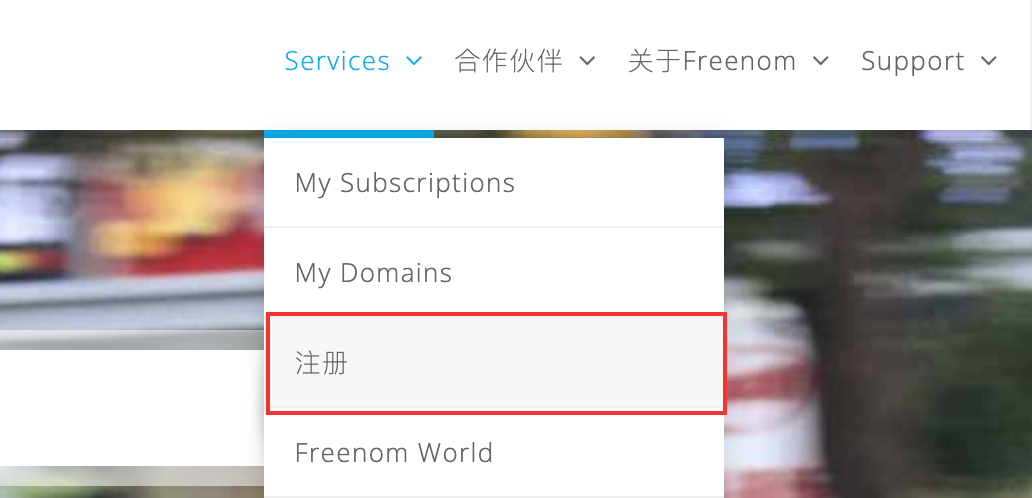 Services 合作伙伴 关于Freenom Support
My Subscriptions
My Domains
注册
Freenom World